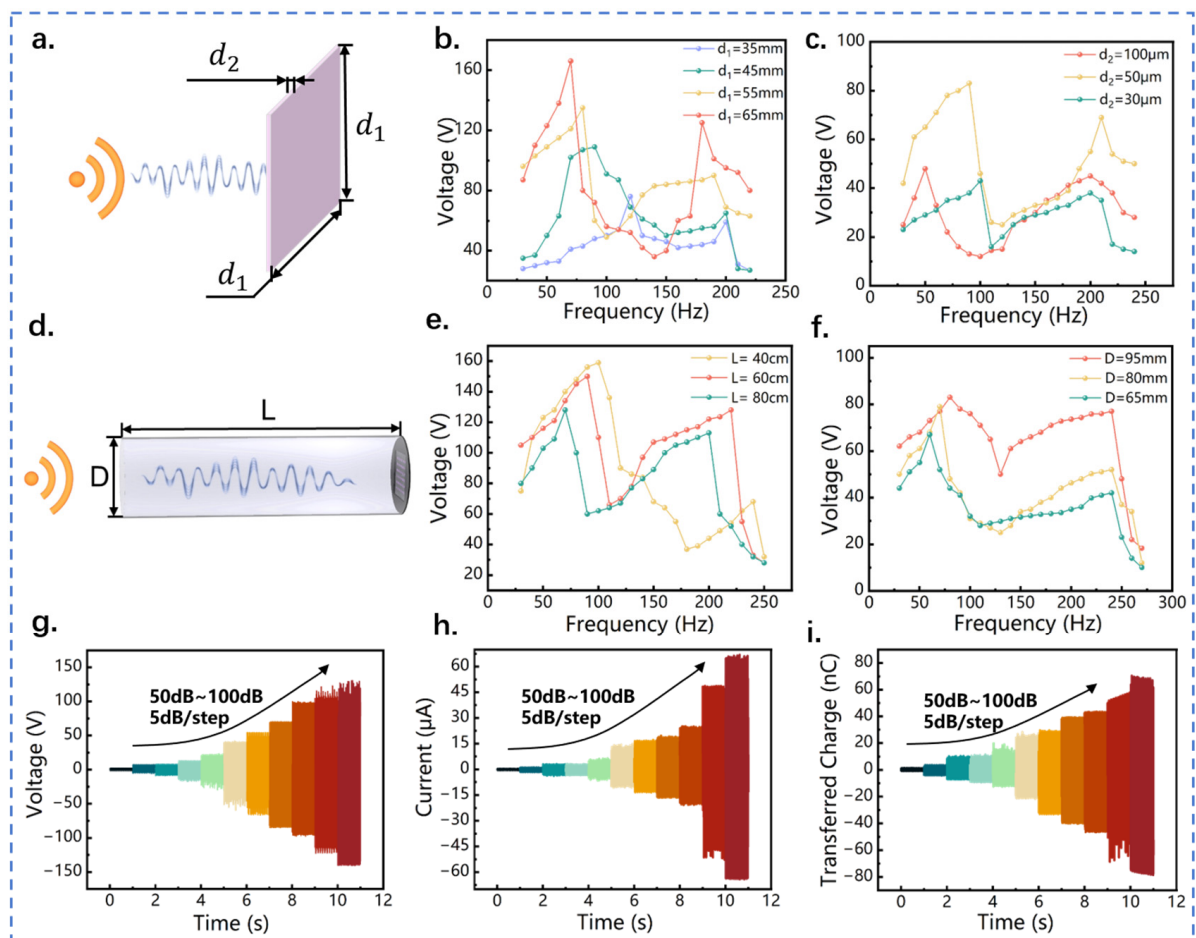 a.
d₂
d₁
d₁
b.
d₁=35mm
d₁=45mm
d₁=55mm
d₁=65mm
160
120
80
40
Voltage (V)
0 50 100 150 200 250
Frequency (Hz)
c.
d₂=100μm
d₂=50μm
d₂=30μm
100
80
60
40
20
0
Voltage (V)
0 50 100 150 200 250
Frequency (Hz)
d.
L
D
e.
L= 40cm
L= 60cm
L= 80cm
160
140
120
100
80
60
40
20
Voltage (V)
0 50 100 150 200 250
Frequency (Hz)
f.
D=95mm
D=80mm
D=65mm
100
80
60
40
20
0
Voltage (V)
0 50 100 150 200 250 300
Frequency (Hz)
g.
50dB~100dB
5dB/step
150
100
50
0
−50
−100
−150
Voltage (V)
0 2 4 6 8 10 12
Time (s)
h.
50dB~100dB
5dB/step
60
45
30
15
0
−15
−30
−45
−60
Current (μA)
0 2 4 6 8 10 12
Time (s)
i.
50dB~100dB
5dB/step
80
60
40
20
0
−20
−40
−60
−80
Transferred Charge (nC)
0 2 4 6 8 10 12
Time (s)